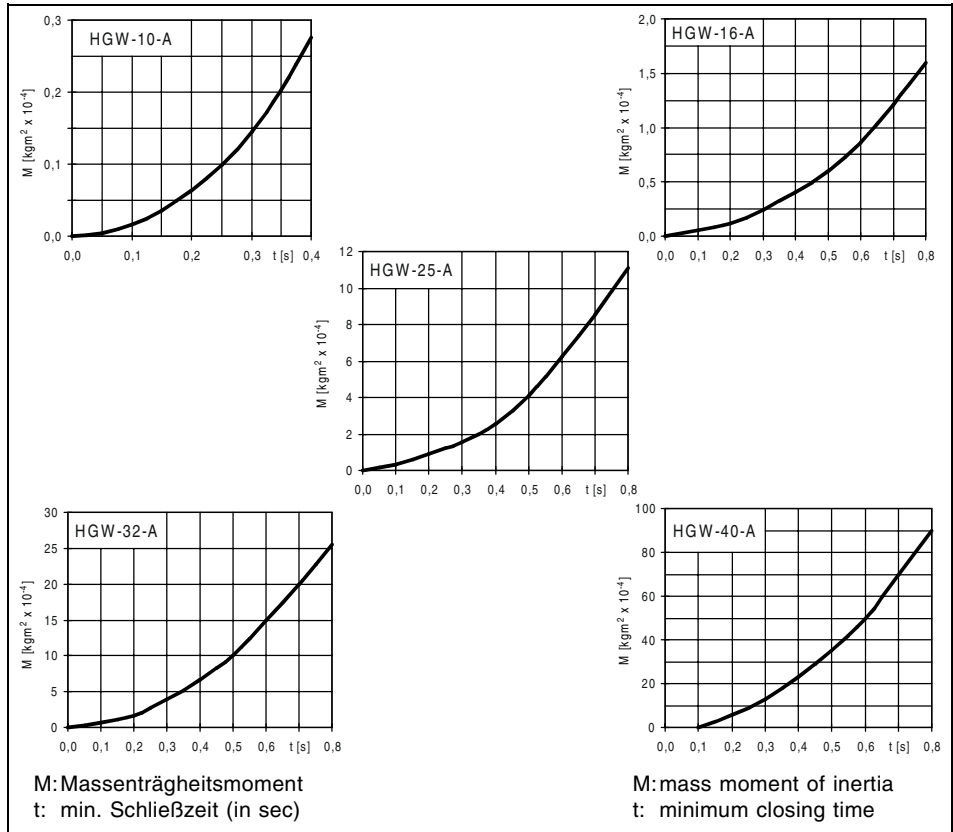 HGW-10-A
M [kgm² x 10⁻⁴]
0,3
0,2
0,1
0,0
0,0 0,1 0,2 0,3 t [s] 0,4
HGW-16-A
M [kgm² x 10⁻⁴]
2,0
1,5
1,0
0,5
0,0
0,0 0,1 0,2 0,3 0,4 0,5 0,6 t [s] 0,8
HGW-25-A
M [kgm² x 10⁻⁴]
12
10
8
6
4
2
0
0,0 0,1 0,2 0,3 0,4 0,5 0,6 t [s] 0,8
HGW-32-A
M [kgm² x 10⁻⁴]
30
25
20
15
10
5
0
0,0 0,1 0,2 0,3 0,4 0,5 0,6 t [s] 0,8
HGW-40-A
M [kgm² x 10⁻⁴]
100
80
60
40
20
0
0,0 0,1 0,2 0,3 0,4 0,5 0,6 t [s] 0,8
M: Massenträgheitsmoment
t: min. Schließzeit (in sec)
M: mass moment of inertia
t: minimum closing time